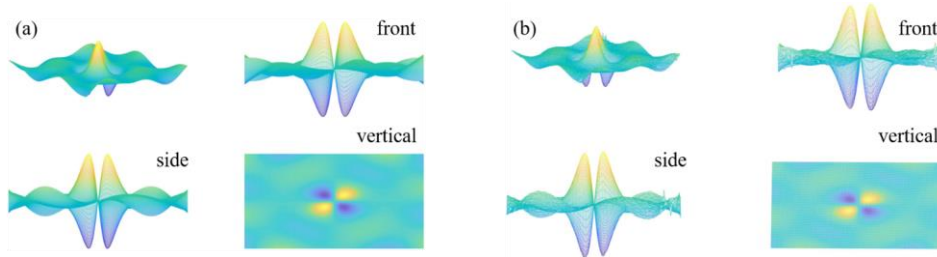 (a)
front
side
vertical
(b)
front
side
vertical